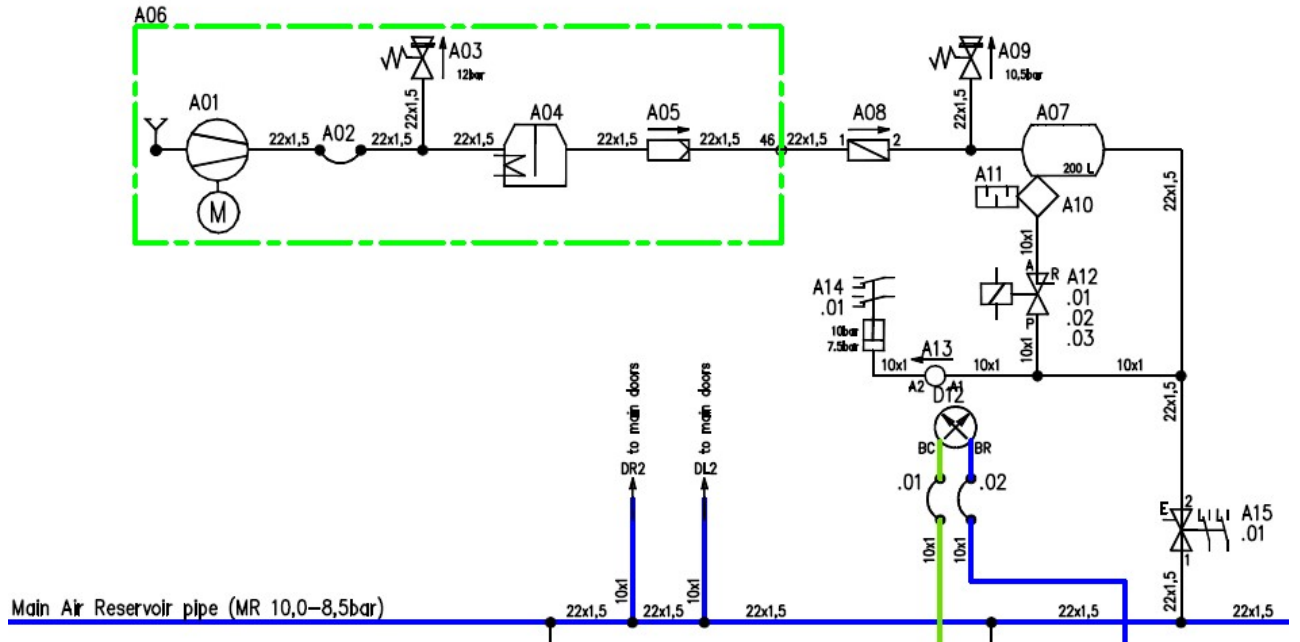 A06
A03
12bar
A09
10,5bar
A01
A02
A04
A05
A08
A07
22x1,5
22x1,5
22x1,5
22x1,5
22x1,5
22x1,5
46
22x1,5
1
2
200 L
M
A11
A10
22x1,5
10x1
A
R
A12
.01
.02
.03
P
10x1
A14
.01
10bar
7.5bar
A13
10x1
A2
A1
10x1
10x1
D12
22x1,5
BC
BR
.01
.02
to main doors
to main doors
DR2
DL2
10x1
10x1
10x1
10x1
E
2
A15
.01
1
22x1,5
Main Air Reservoir pipe (MR 10,0-8,5bar)
22x1,5
22x1,5
22x1,5
22x1,5
22x1,5